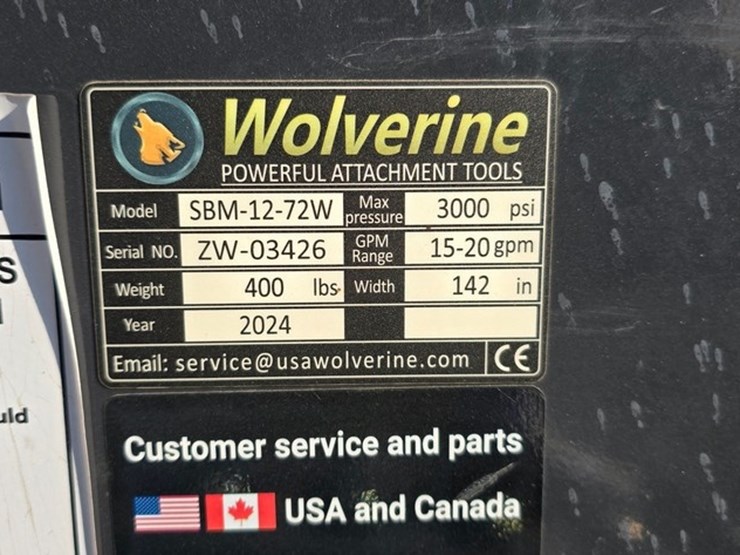 Wolverine
POWERFUL ATTACHMENT TOOLS
Model SBM-12-72W Max pressure 3000 psi
Serial NO. ZW-03426 GPM Range 15-20 gpm
Weight 400 lbs Width 142 in
Year 2024
Email: service@usawolverine.com CE
Customer service and parts
USA and Canada
S
uld